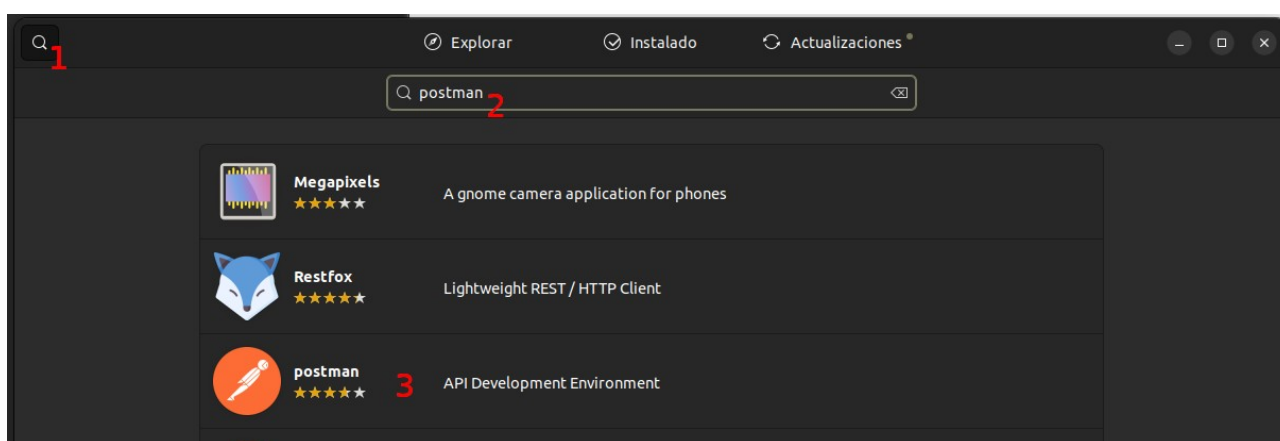 1
Explorar
Instalado
Actualizaciones
postman 2
Megapixels
A gnome camera application for phones
Restfox
Lightweight REST / HTTP Client
postman
3
API Development Environment